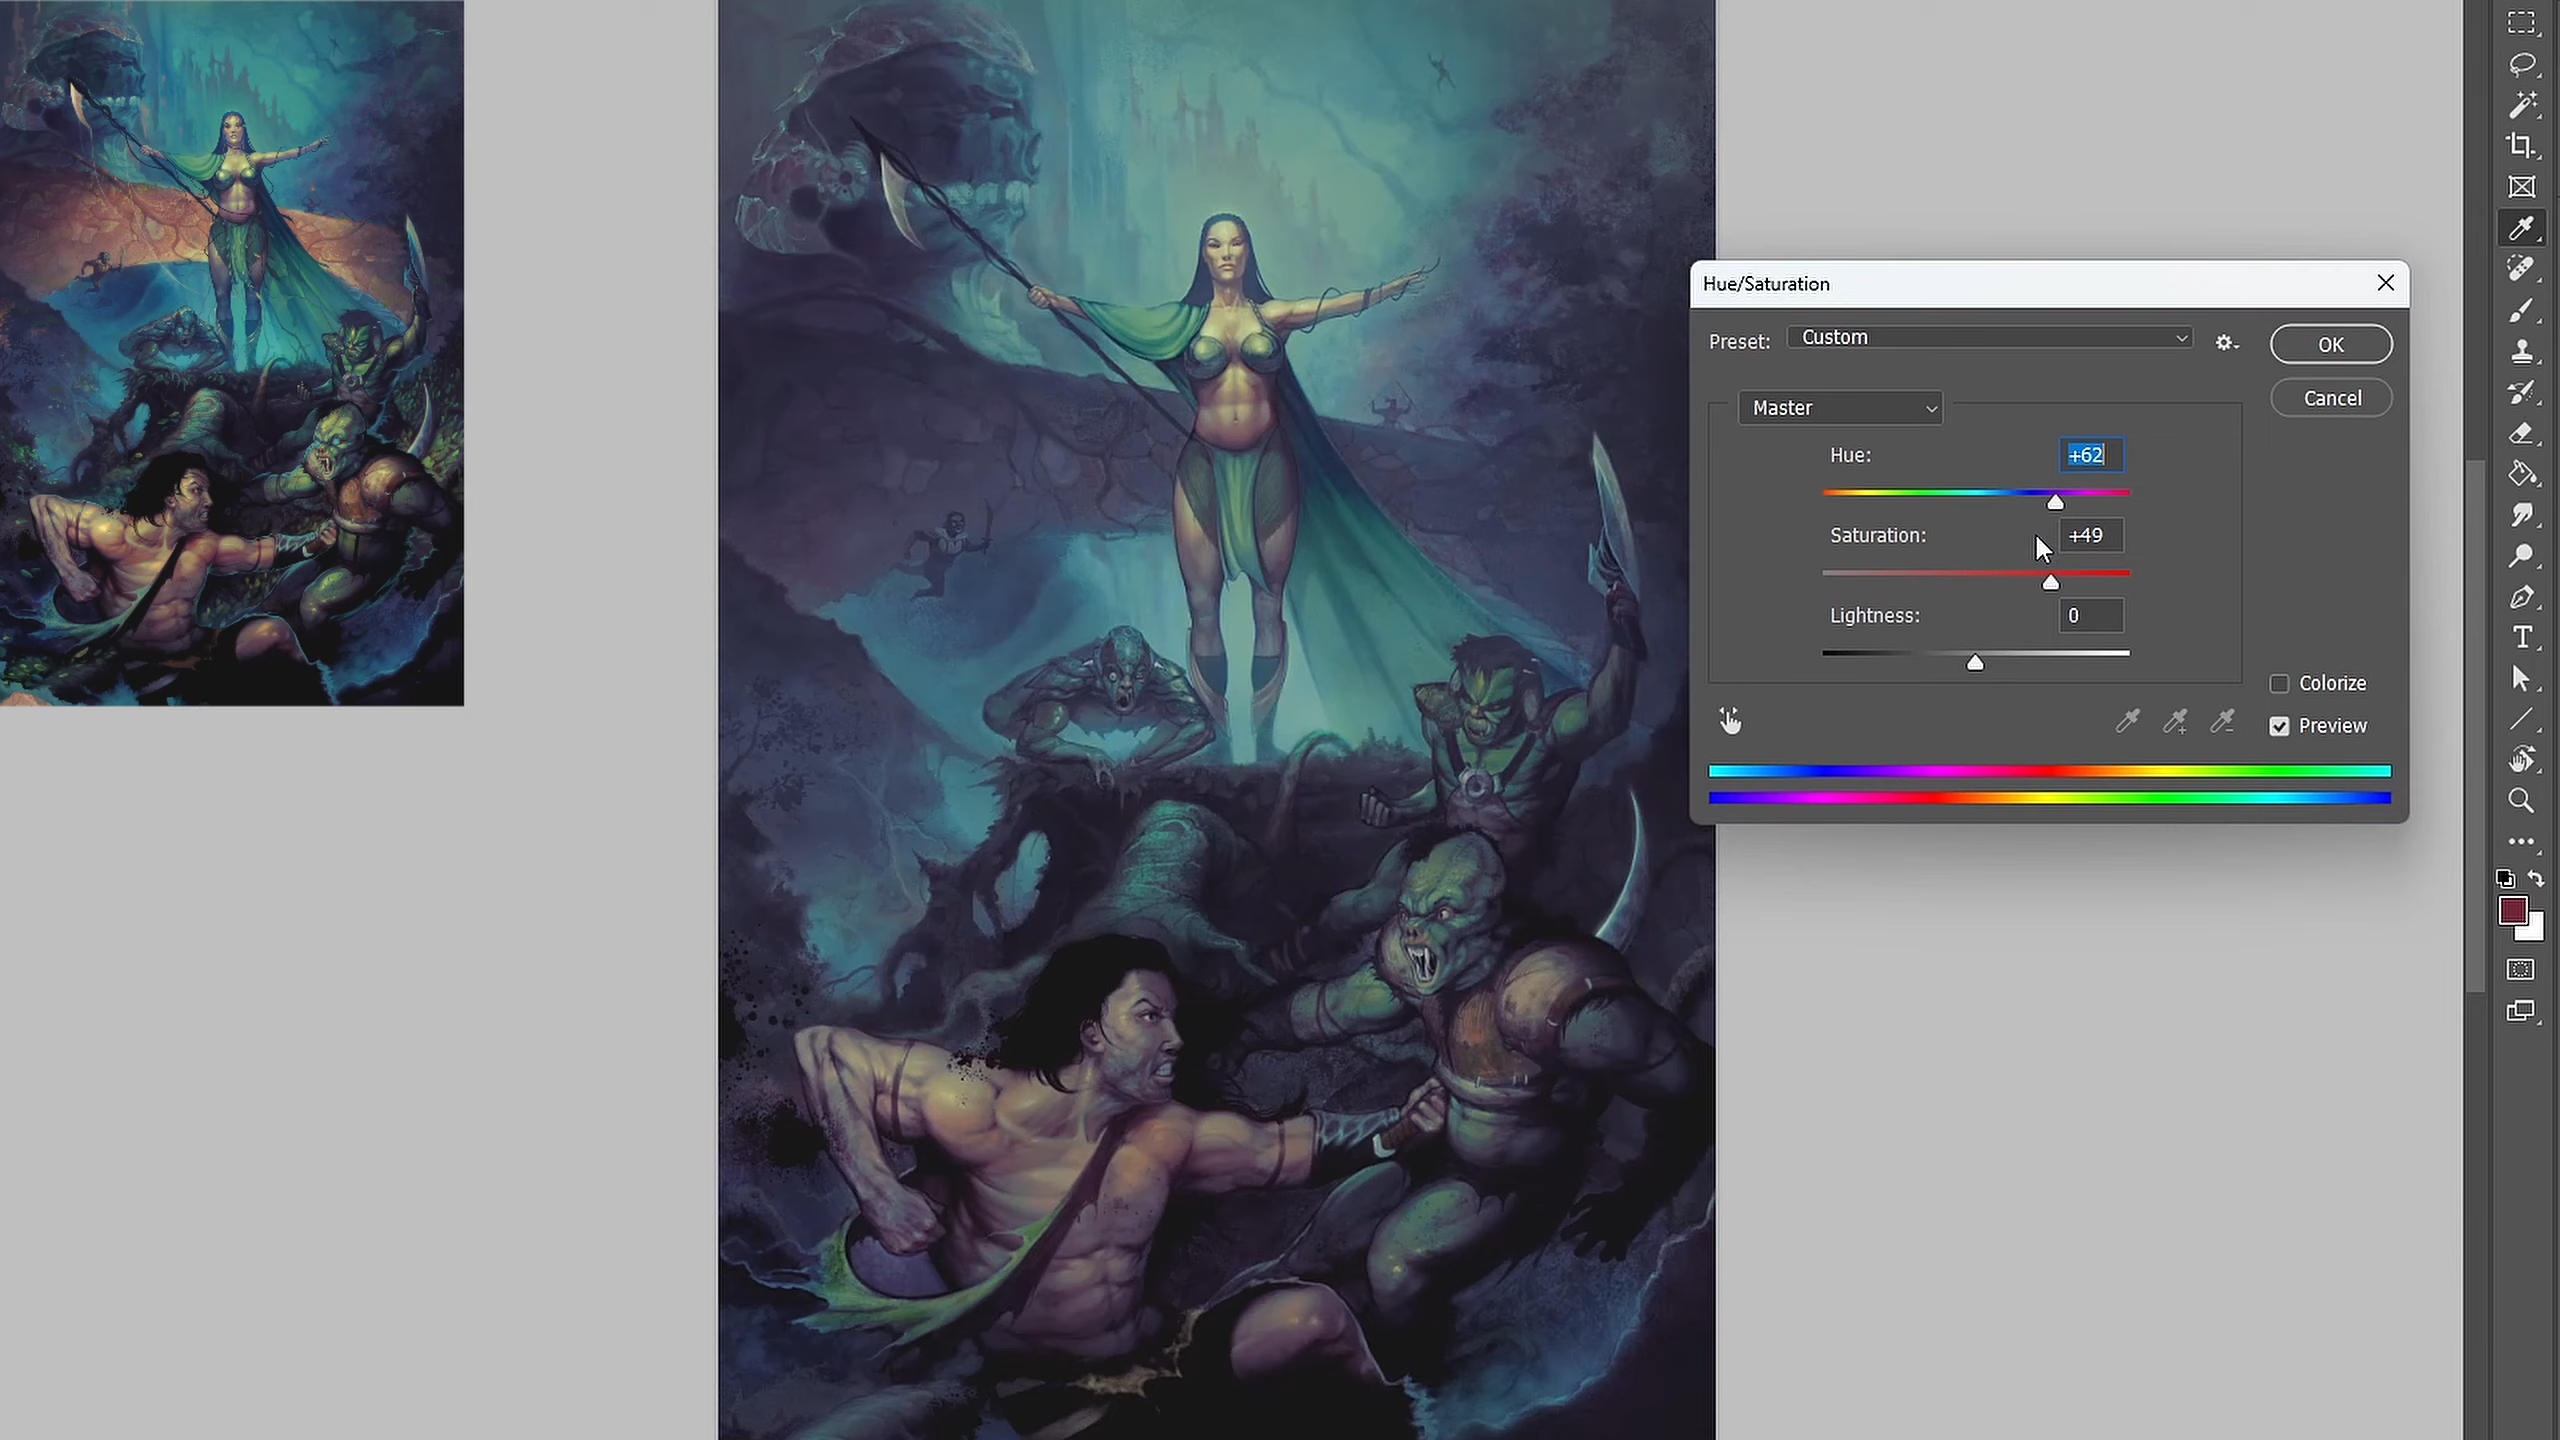 Hue/Saturation
Preset: Custom
OK
Cancel
Master
Hue: +62
Saturation: +49
Lightness: 0
Colorize
Preview